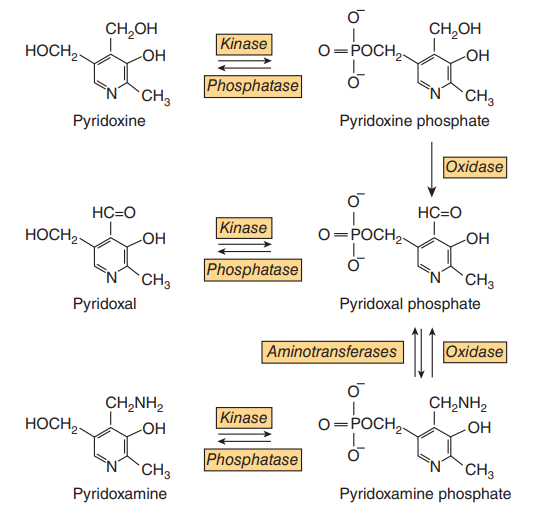 CH₂OH
HOCH₂
OH
N
CH₃
Pyridoxine
Kinase
Phosphatase
O⁻
O=POCH₂
O⁻
CH₂OH
OH
N
CH₃
Pyridoxine phosphate
Oxidase
HC=O
HOCH₂
OH
N
CH₃
Pyridoxal
Kinase
Phosphatase
O⁻
O=POCH₂
O⁻
HC=O
OH
N
CH₃
Pyridoxal phosphate
Aminotransferases
Oxidase
CH₂NH₂
HOCH₂
OH
N
CH₃
Pyridoxamine
Kinase
Phosphatase
O⁻
O=POCH₂
O⁻
CH₂NH₂
OH
N
CH₃
Pyridoxamine phosphate